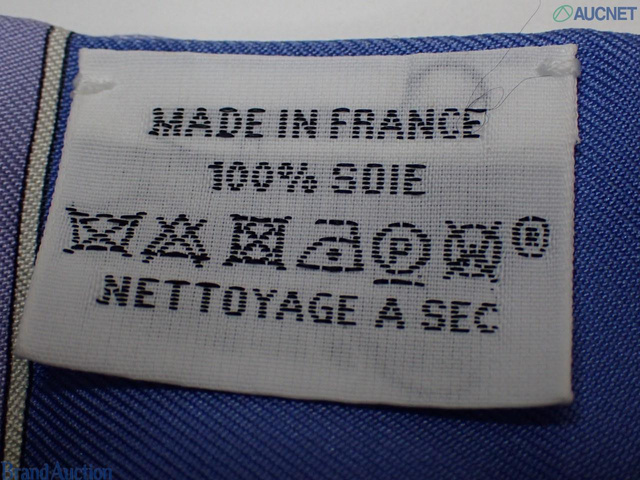 AUCNET
MADE IN FRANCE
100% SOIE
P W ®
NETTOYAGE A SEC
Brand Auction